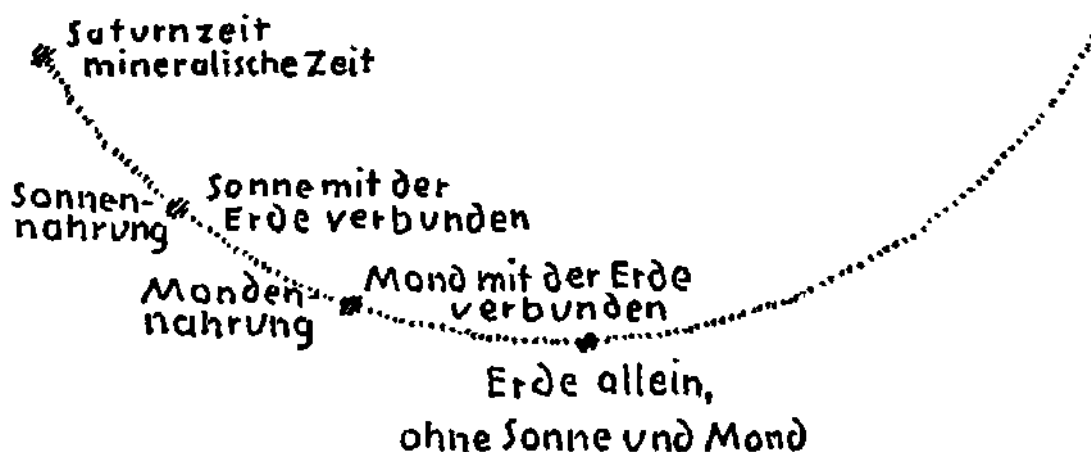 Saturnzeit
mineralische Zeit
Sonnen-
nahrung
Sonne mit der
Erde verbunden
Monden-
nahrung
Mond mit der Erde
verbunden
Erde allein,
ohne Sonne und Mond